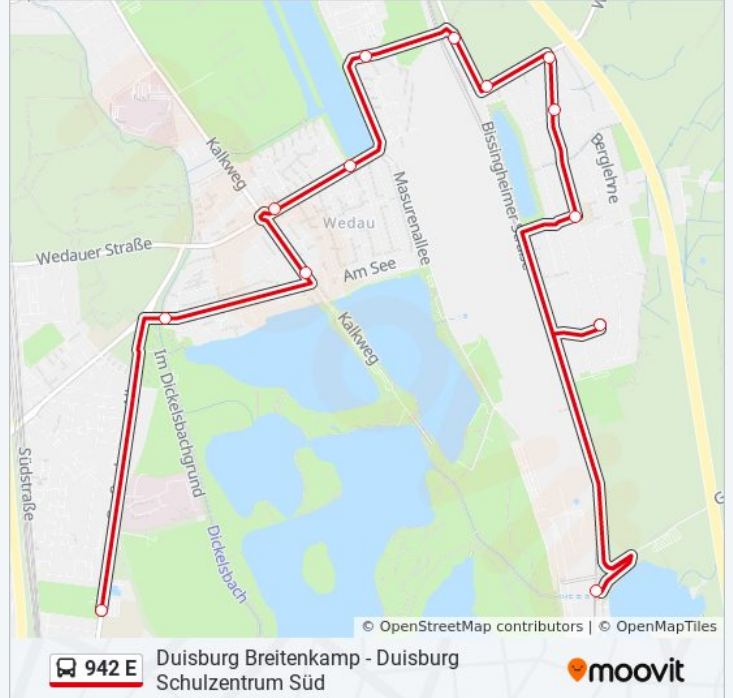 Kalkweg
Berglehne
Bissingheimer Straße
Masurenallee
Wedau
Wedauer Straße
Am See
Kalkweg
Im Dickelsbachgrund
Südstraße
Dickelsbach
© OpenStreetMap contributors | © OpenMapTiles
942 E
Duisburg Breitenkamp - Duisburg
Schulzentrum Süd
moovit